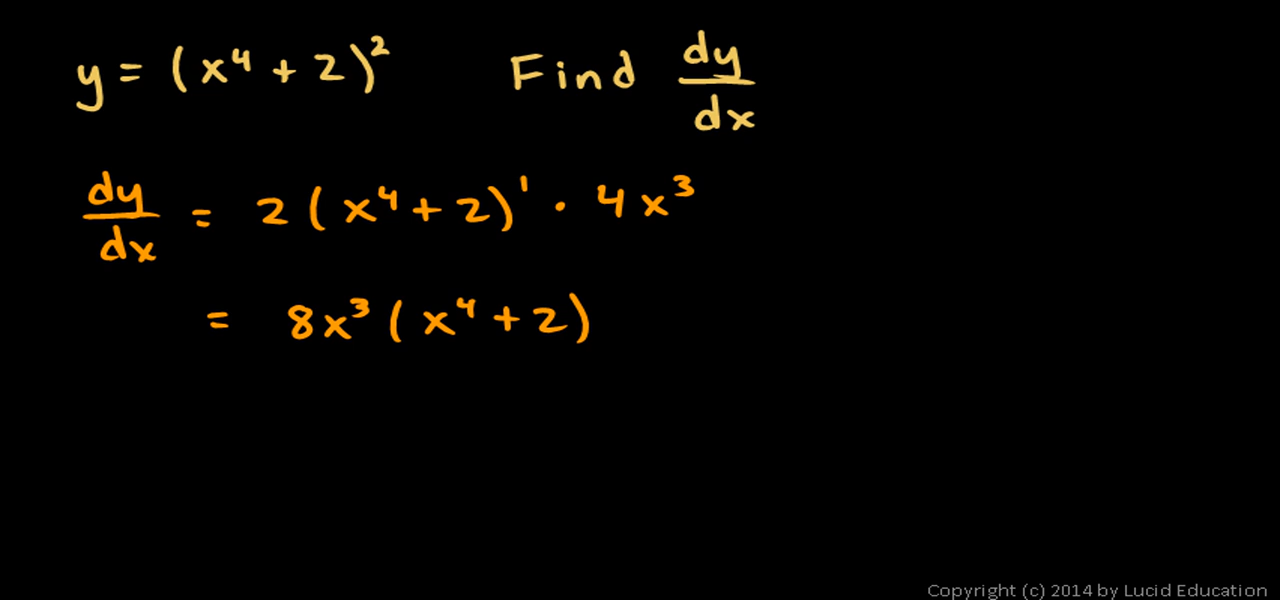 y = (x⁴ + 2)² Find dy/dx
dy/dx = 2(x⁴ + 2)¹ · 4x³
= 8x³(x⁴ + 2)
Copyright (c) 2014 by Lucid Education